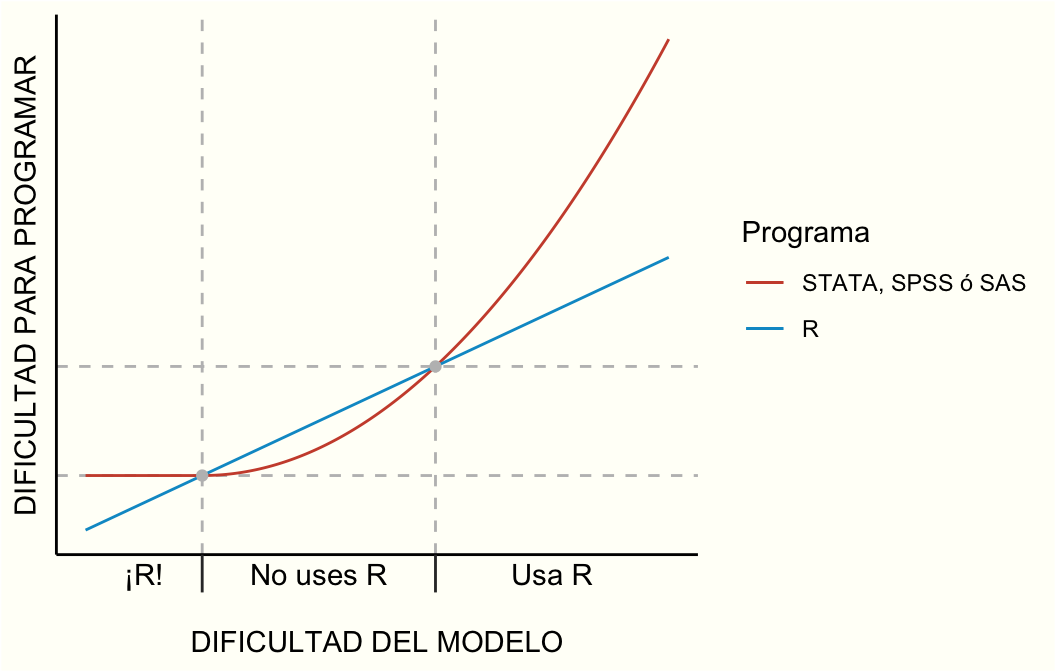 DIFICULTAD PARA PROGRAMAR
Programa
STATA, SPSS ó SAS
R
¡R!
No uses R
Usa R
DIFICULTAD DEL MODELO